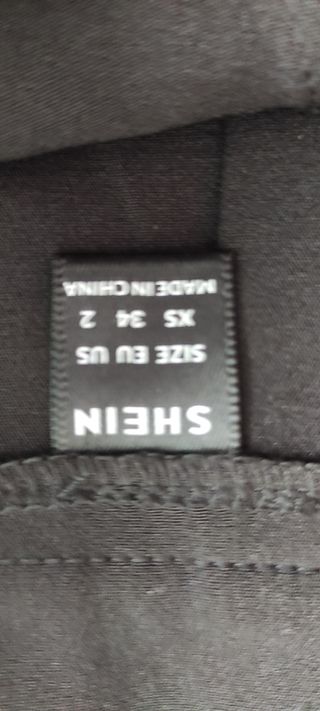 SHEIN
SIZE EU US
XS 34 2
MADE IN CHINA